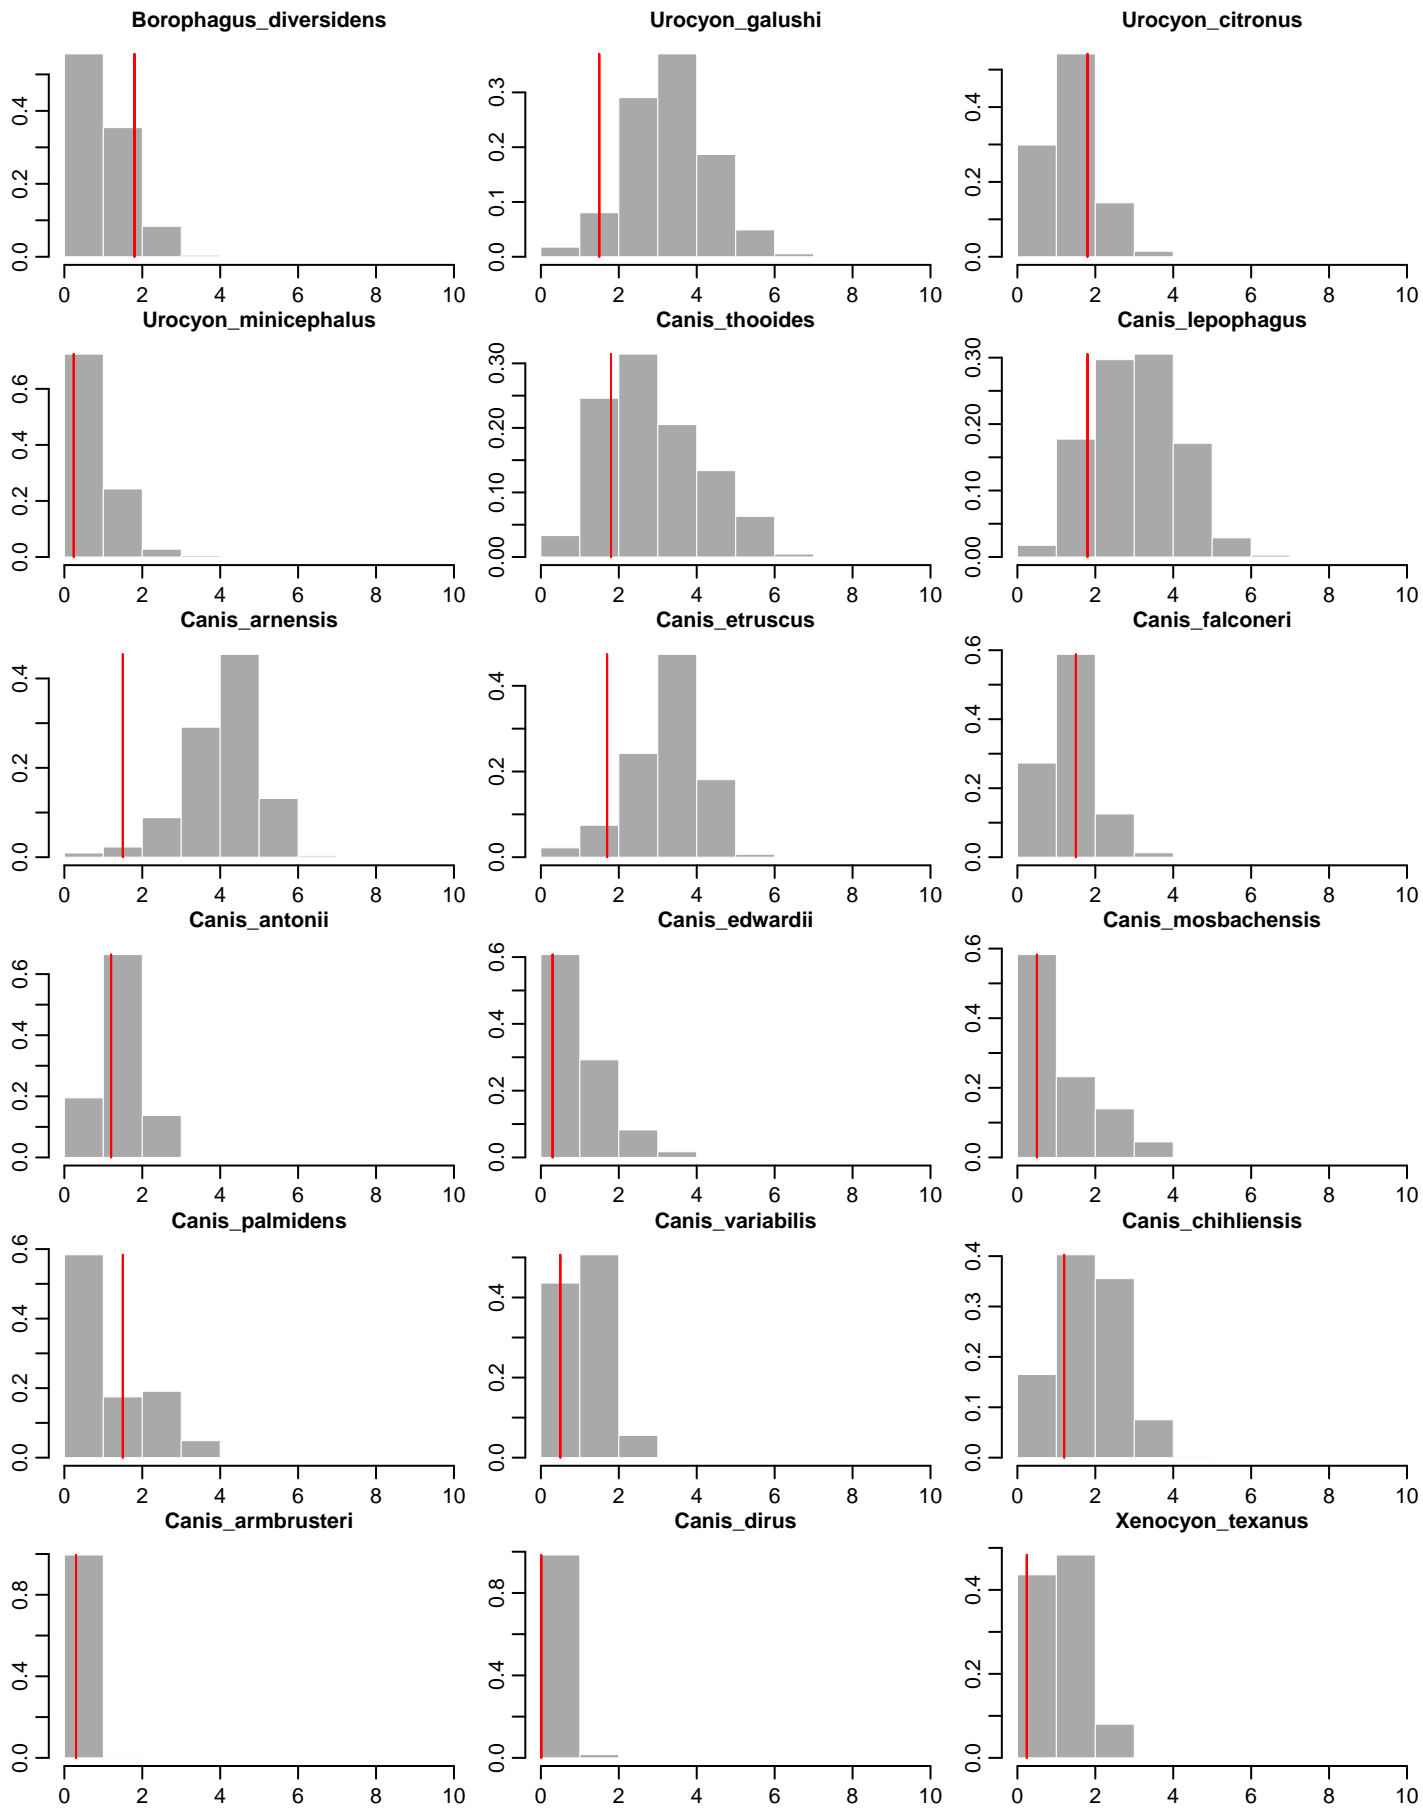 Borophagus_diversidens
0.0 0.2 0.4
0 2 4 6 8 10
Urocyon_galushi
0.0 0.1 0.2 0.3
0 2 4 6 8 10
Urocyon_citronus
0.0 0.2 0.4
0 2 4 6 8 10
Urocyon_minicephalus
0.0 0.2 0.4 0.6
0 2 4 6 8 10
Canis_thooides
0.00 0.10 0.20 0.30
0 2 4 6 8 10
Canis_lepophagus
0.00 0.10 0.20 0.30
0 2 4 6 8 10
Canis_arnensis
0.0 0.2 0.4
0 2 4 6 8 10
Canis_etruscus
0.0 0.2 0.4
0 2 4 6 8 10
Canis_falconeri
0.0 0.2 0.4 0.6
0 2 4 6 8 10
Canis_antonii
0.0 0.2 0.4 0.6
0 2 4 6 8 10
Canis_edwardii
0.0 0.2 0.4 0.6
0 2 4 6 8 10
Canis_mosbachensis
0.0 0.2 0.4 0.6
0 2 4 6 8 10
Canis_palmidens
0.0 0.2 0.4 0.6
0 2 4 6 8 10
Canis_variabilis
0.0 0.2 0.4
0 2 4 6 8 10
Canis_chihliensis
0.0 0.1 0.2 0.3 0.4
0 2 4 6 8 10
Canis_armbrusteri
0.0 0.4 0.8
0 2 4 6 8 10
Canis_dirus
0.0 0.4 0.8
0 2 4 6 8 10
Xenocyon_texanus
0.0 0.2 0.4
0 2 4 6 8 10